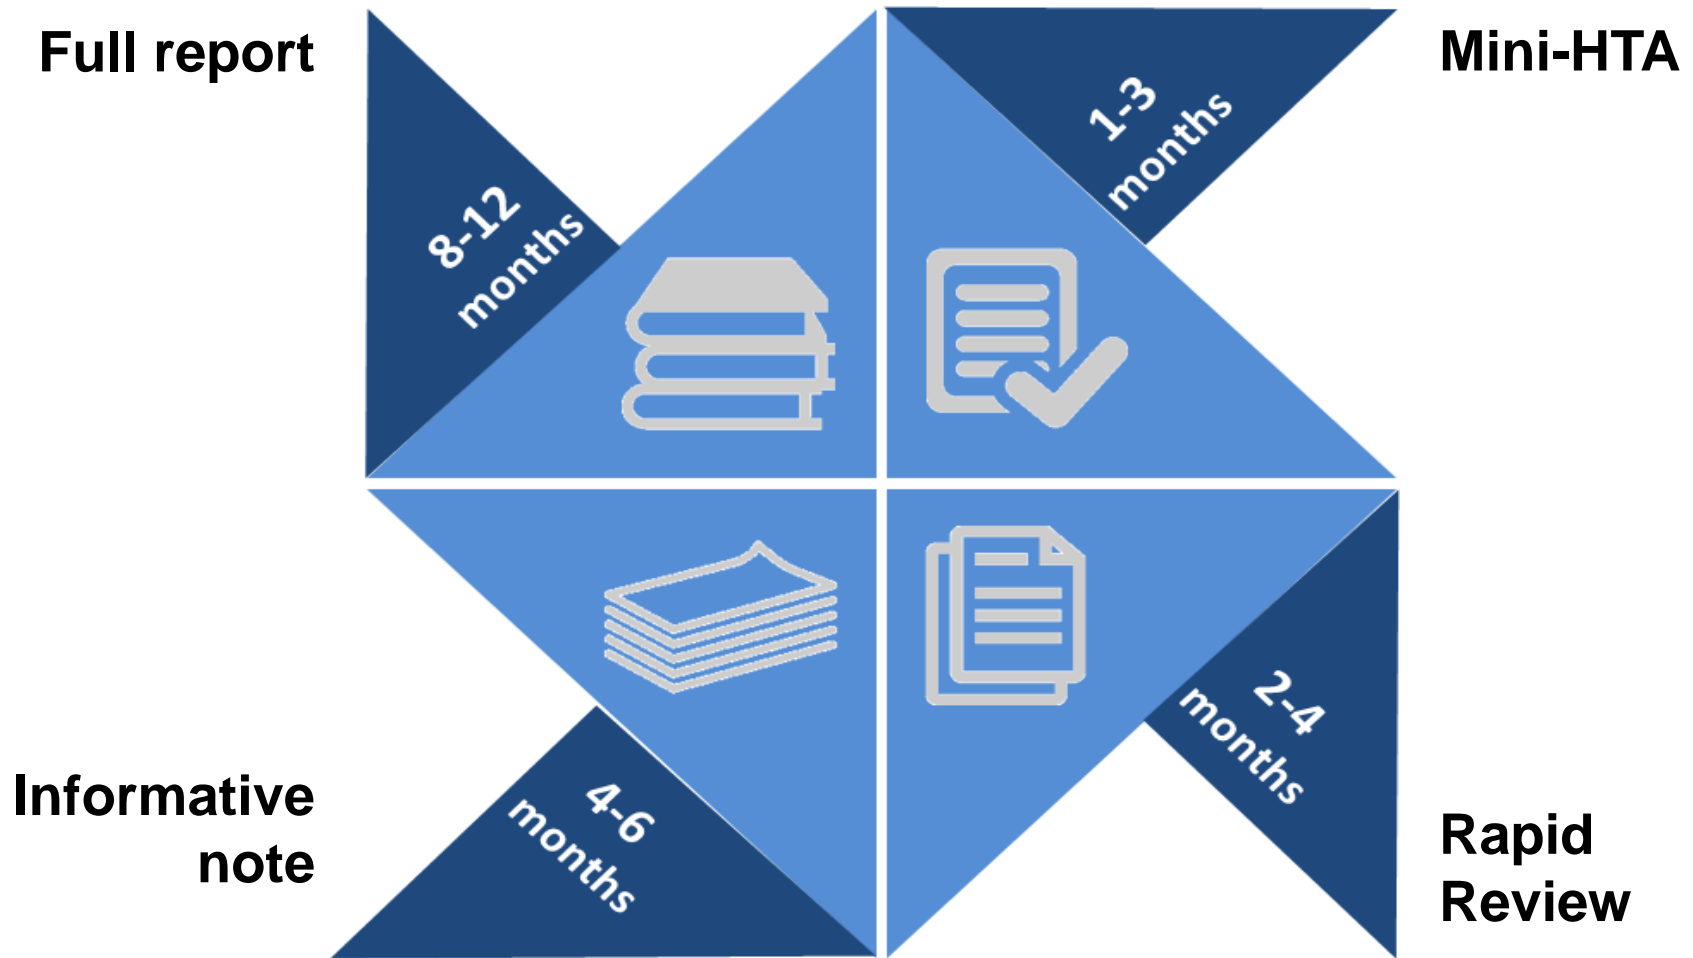 Full report
8-12
months
1-3
months
Mini-HTA
Informative
note
4-6
months
2-4
months
Rapid
Review